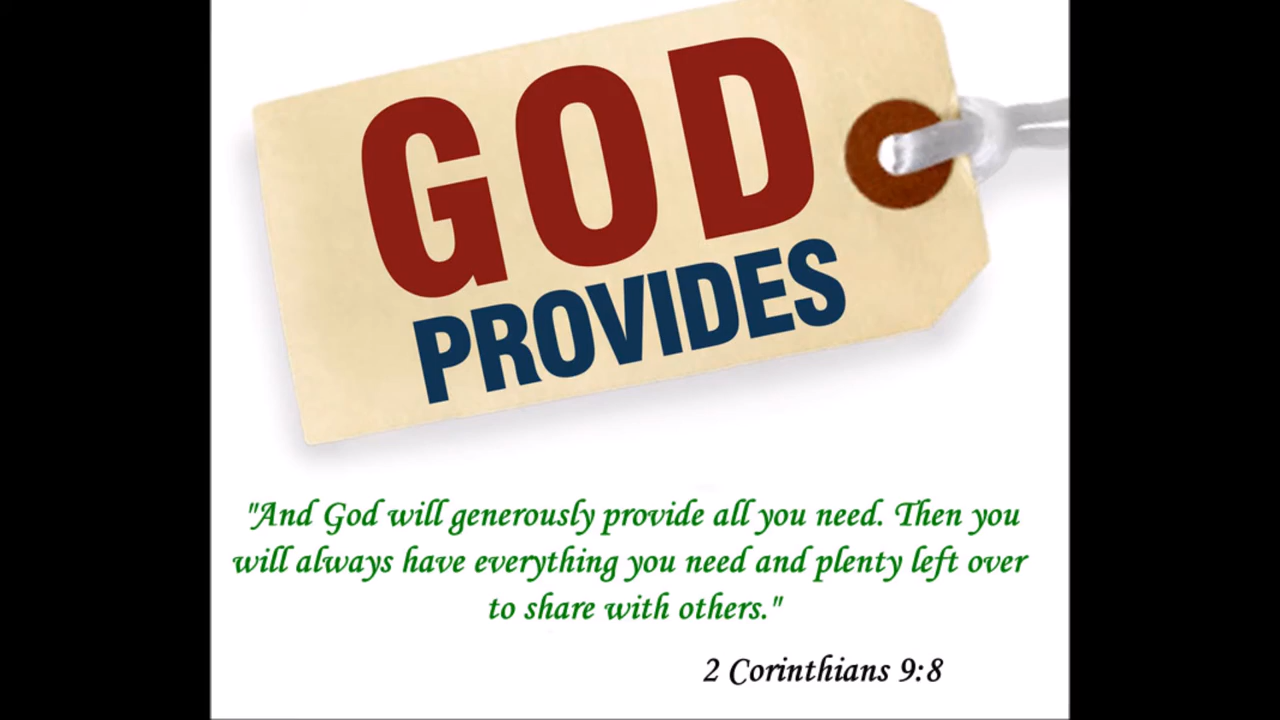 GOD
PROVIDES
"And God will generously provide all you need. Then you
will always have everything you need and plenty left over
to share with others."
2 Corinthians 9:8